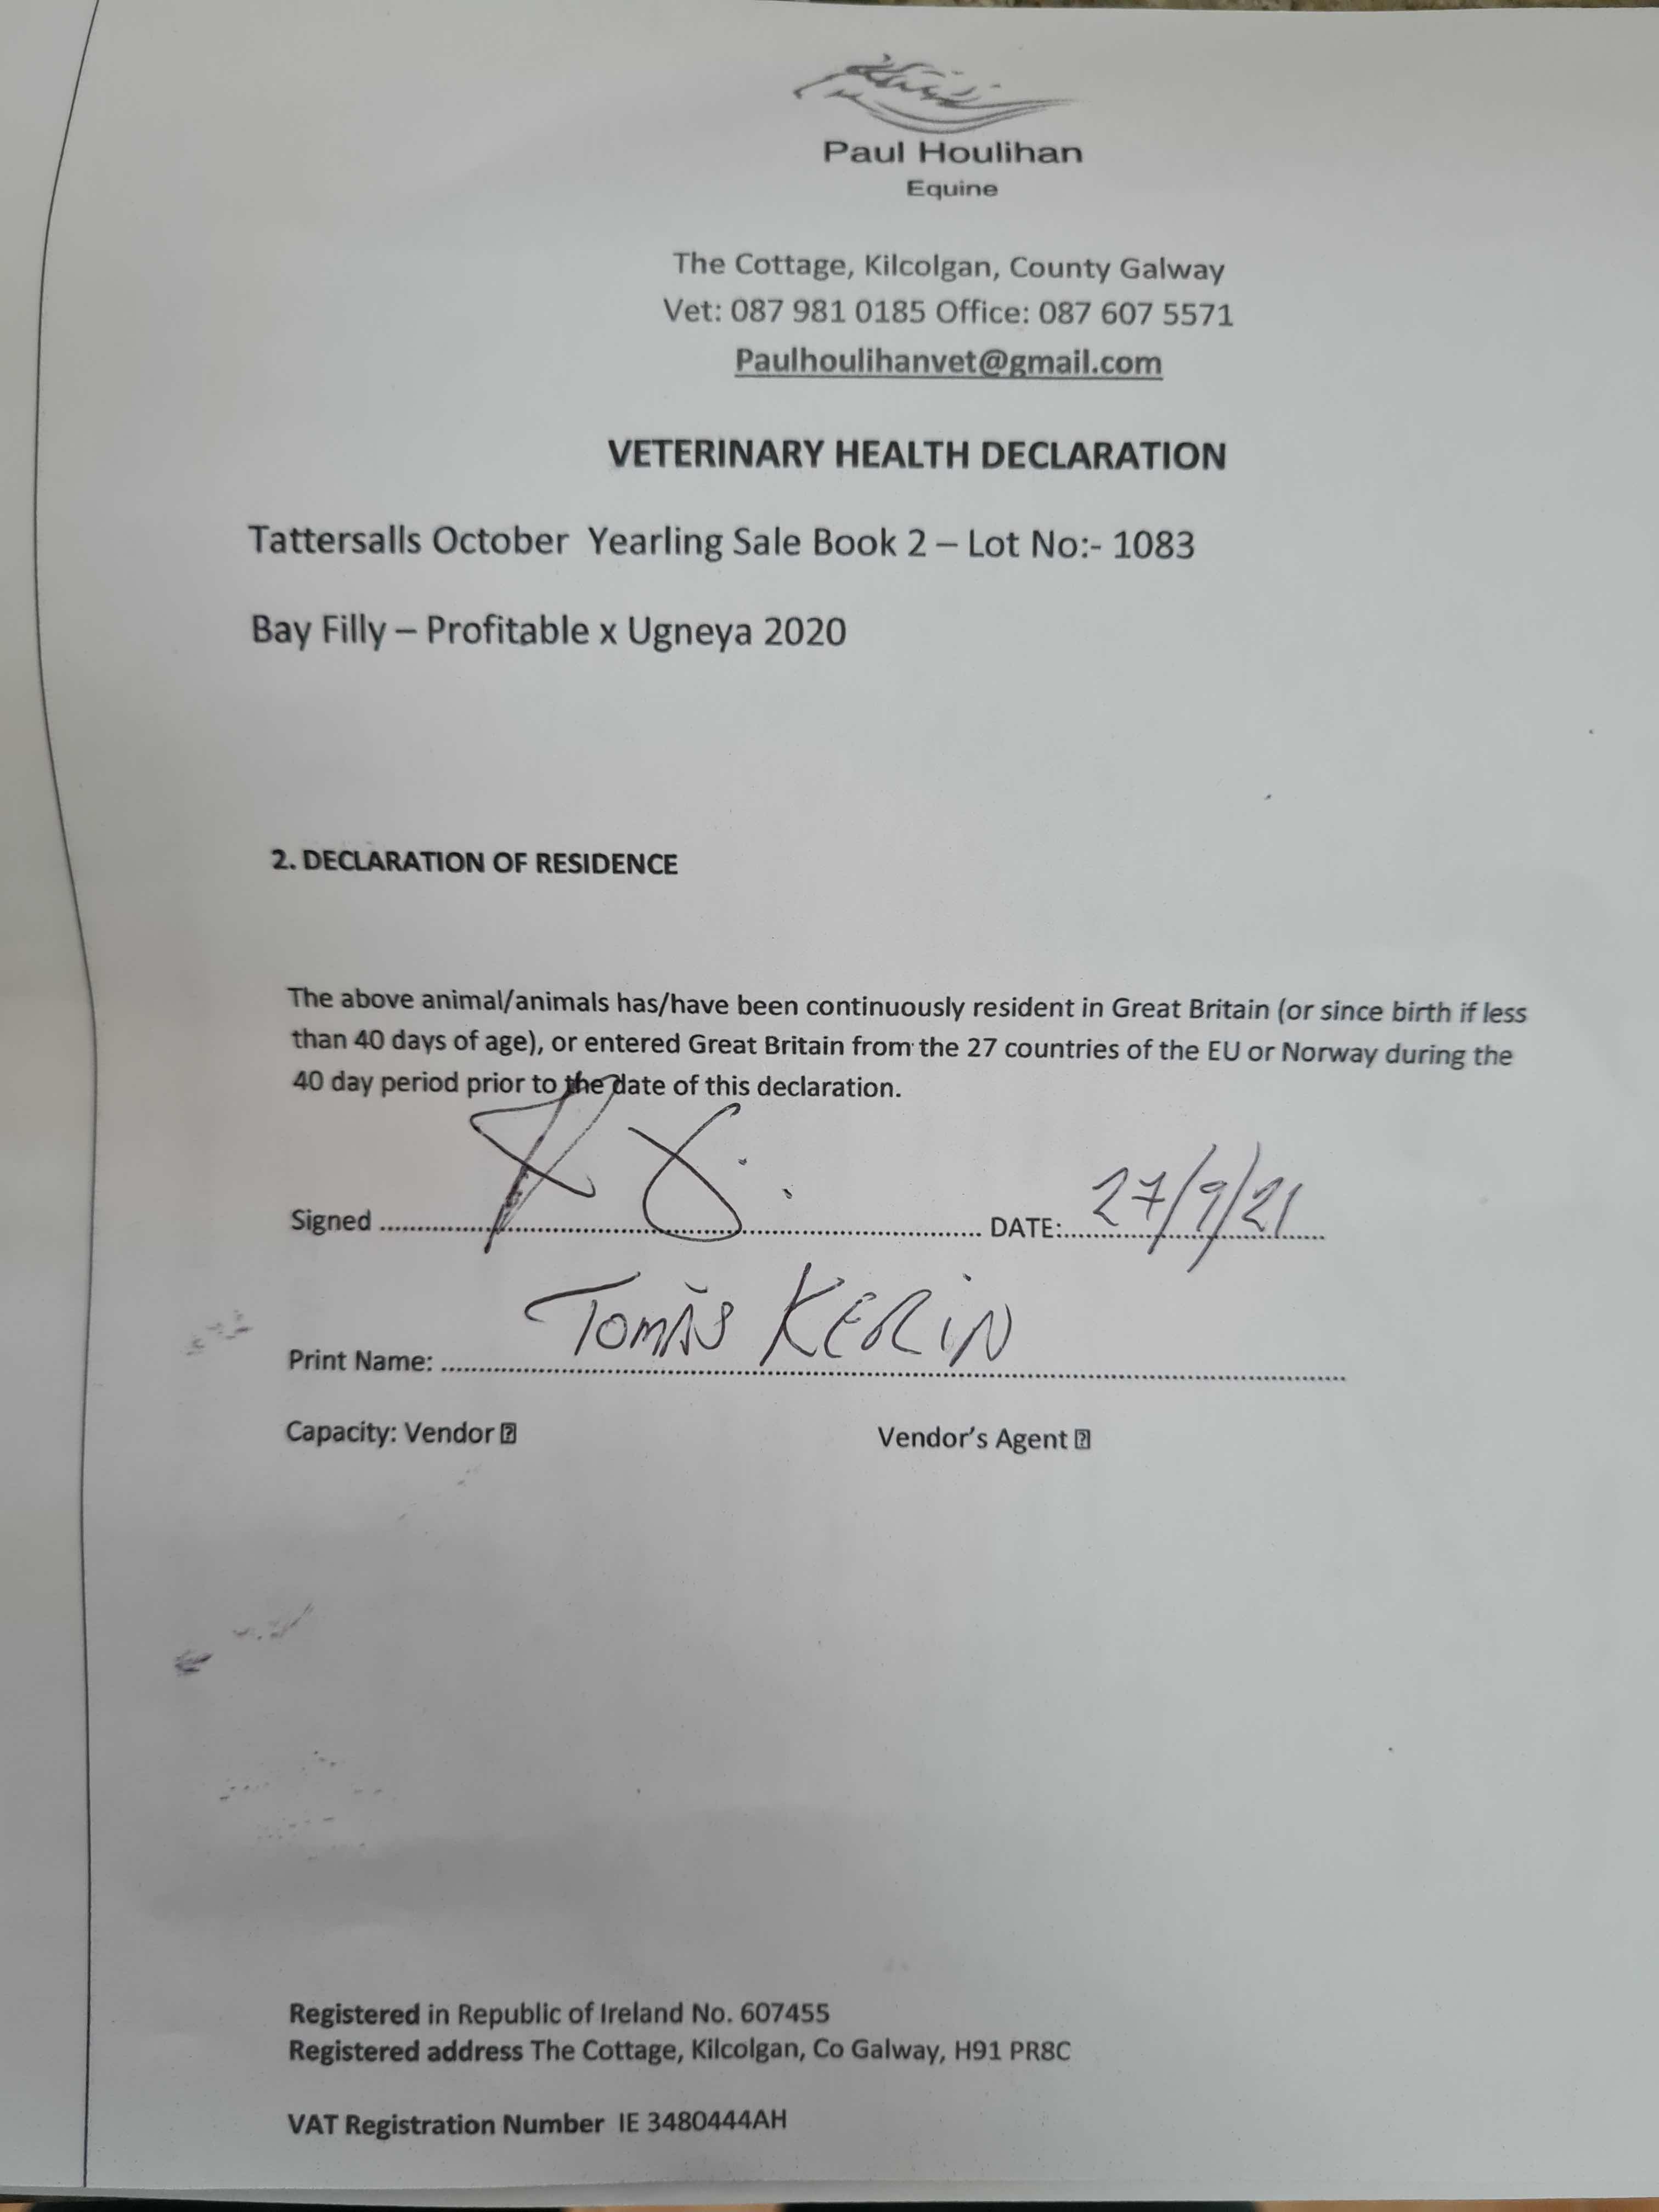 Paul Houlihan
Equine
The Cottage, Kilcolgan, County Galway
Vet: 087 981 0185 Office: 087 607 5571
Paulhoulihanvet@gmail.com
VETERINARY HEALTH DECLARATION
Tattersalls October Yearling Sale Book 2 – Lot No:- 1083
Bay Filly – Profitable x Ugneya 2020
2. DECLARATION OF RESIDENCE
The above animal/animals has/have been continuously resident in Great Britain (or since birth if less
than 40 days of age), or entered Great Britain from the 27 countries of the EU or Norway during the
40 day period prior to the date of this declaration.
Signed ........ DATE: 27/9/21
Print Name: TOMÁS KERIN
Capacity: Vendor Vendor's Agent
Registered in Republic of Ireland No. 607455
Registered address The Cottage, Kilcolgan, Co Galway, H91 PR8C
VAT Registration Number IE 3480444AH